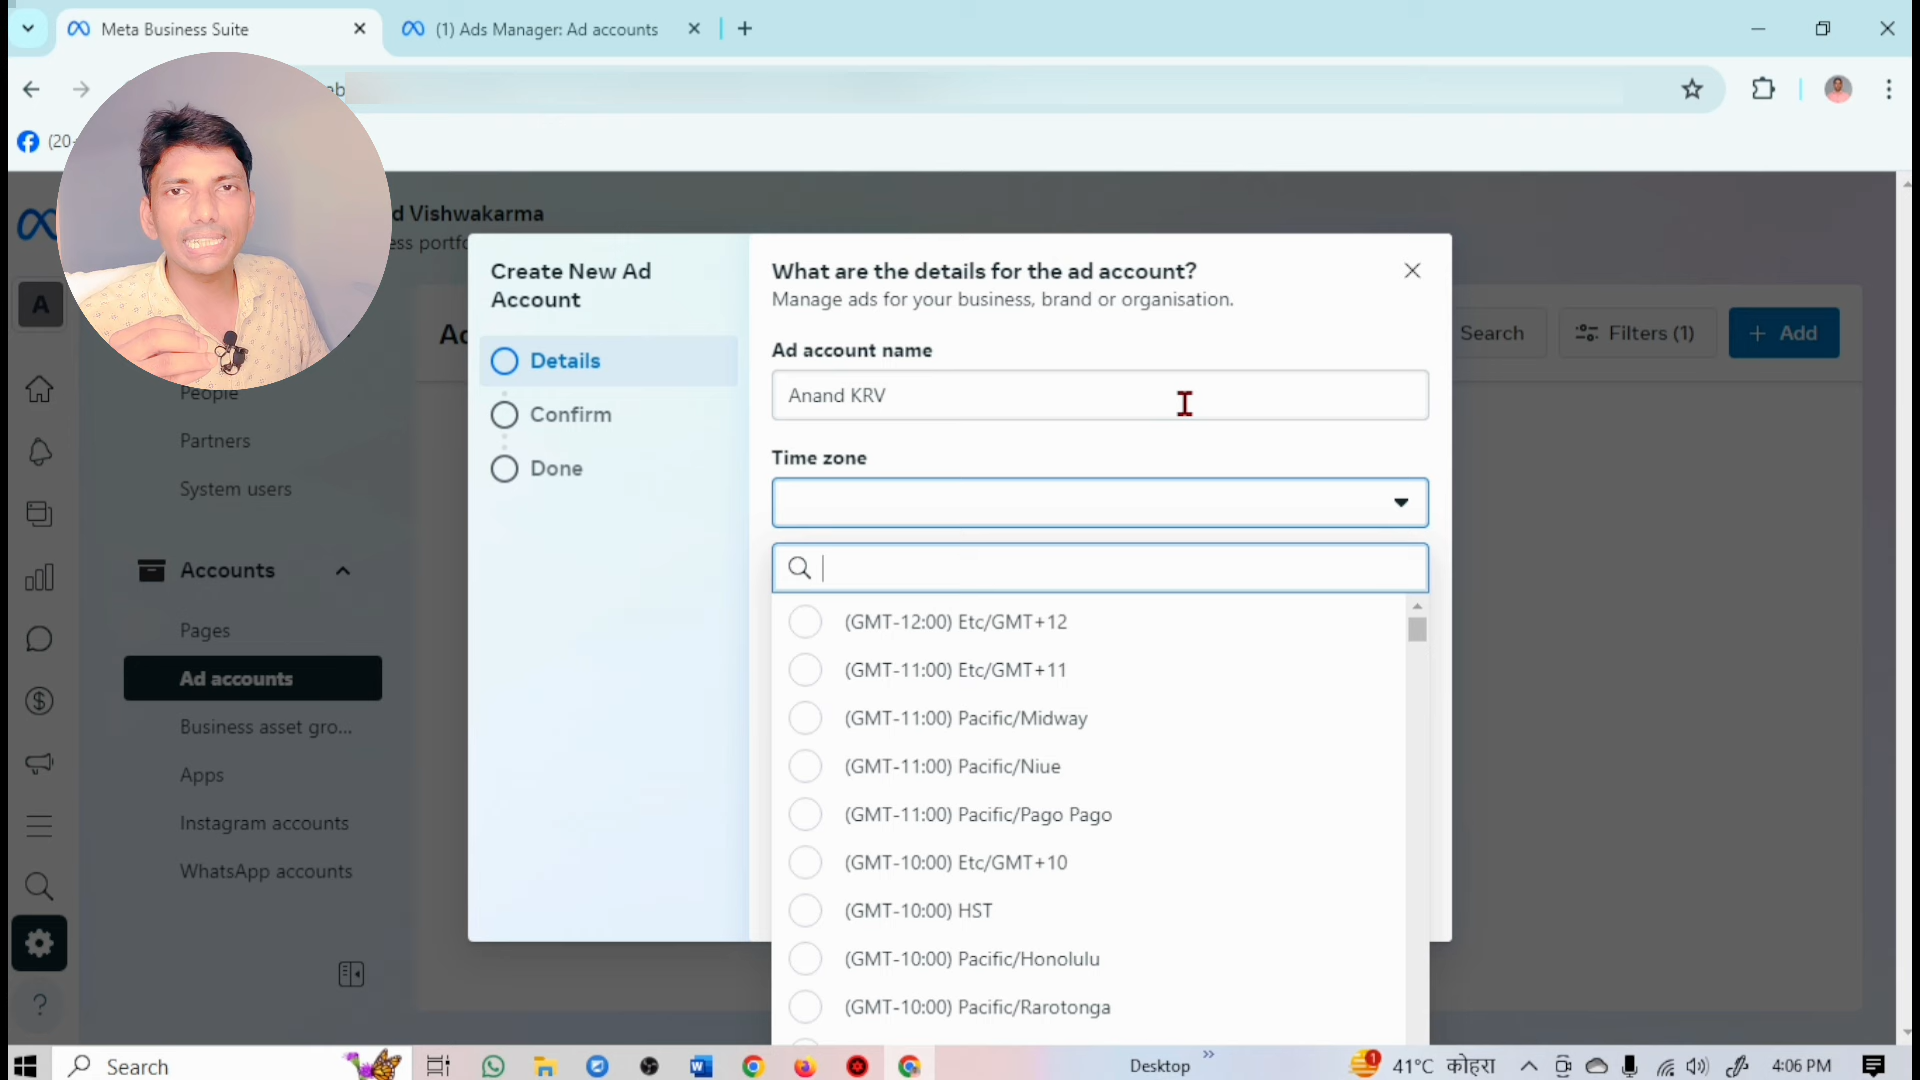 Meta Business Suite
(1) Ads Manager: Ad accounts
eb
(20
d Vishwakarma
ess portfo
A
Ad
Search
Filters (1)
+ Add
People
Partners
System users
Accounts
Pages
Ad accounts
Business asset gro...
Apps
Instagram accounts
WhatsApp accounts
Create New Ad
Account
Details
Confirm
Done
What are the details for the ad account?
Manage ads for your business, brand or organisation.
Ad account name
Anand KRV
Time zone
(GMT-12:00) Etc/GMT+12
(GMT-11:00) Etc/GMT+11
(GMT-11:00) Pacific/Midway
(GMT-11:00) Pacific/Niue
(GMT-11:00) Pacific/Pago Pago
(GMT-10:00) Etc/GMT+10
(GMT-10:00) HST
(GMT-10:00) Pacific/Honolulu
(GMT-10:00) Pacific/Rarotonga
Search
Desktop
1
41°C कोहरा
4:06 PM